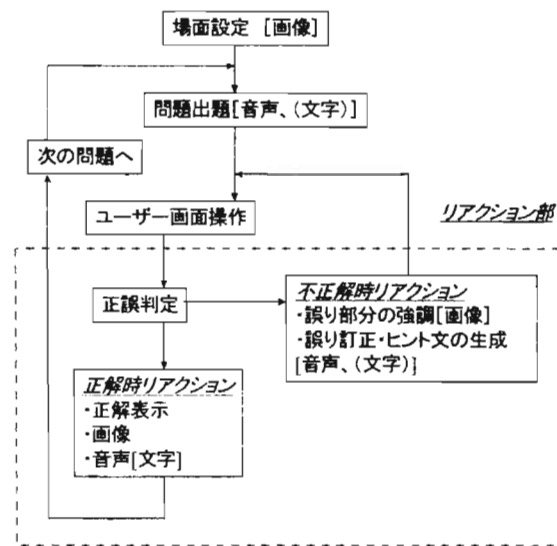 場面設定 [画像]
問題出題[音声、(文字)]
次の問題へ
ユーザー画面操作
リアクション部
正誤判定
不正解時リアクション
・誤り部分の強調[画像]
・誤り訂正・ヒント文の生成
[音声、(文字)]
正解時リアクション
・正解表示
・画像
・音声[文字]